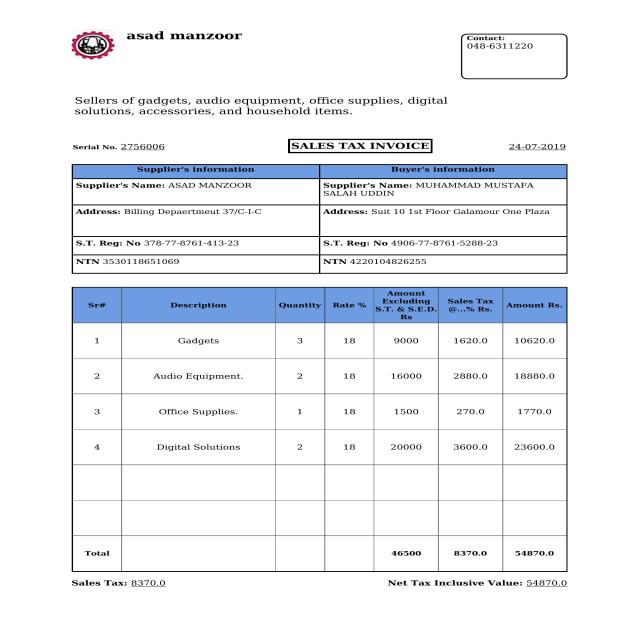 asad manzoor
Contact:
048-6311220
Sellers of gadgets, audio equipment, office supplies, digital
solutions, accessories, and household items.
Serial No. 2756006 SALES TAX INVOICE 24-07-2019
Supplier's information Buyer's information
Supplier's Name: ASAD MANZOOR Supplier's Name: MUHAMMAD MUSTAFA
SALAH UDDIN
Address: Billing Depaertmeut 37/C-I-C Address: Suit 10 1st Floor Galamour One Plaza
S.T. Reg: No 378-77-8761-413-23 S.T. Reg: No 4906-77-8761-5288-23
NTN 3530118651069 NTN 4220104826255
Sr# Description Quantity Rate % Amount Excluding S.T. & S.E.D. Rs Sales Tax @...% Rs. Amount Rs.
1 Gadgets 3 18 9000 1620.0 10620.0
2 Audio Equipment. 2 18 16000 2880.0 18880.0
3 Office Supplies. 1 18 1500 270.0 1770.0
4 Digital Solutions 2 18 20000 3600.0 23600.0
Total 46500 8370.0 54870.0
Sales Tax: 8370.0 Net Tax Inclusive Value: 54870.0